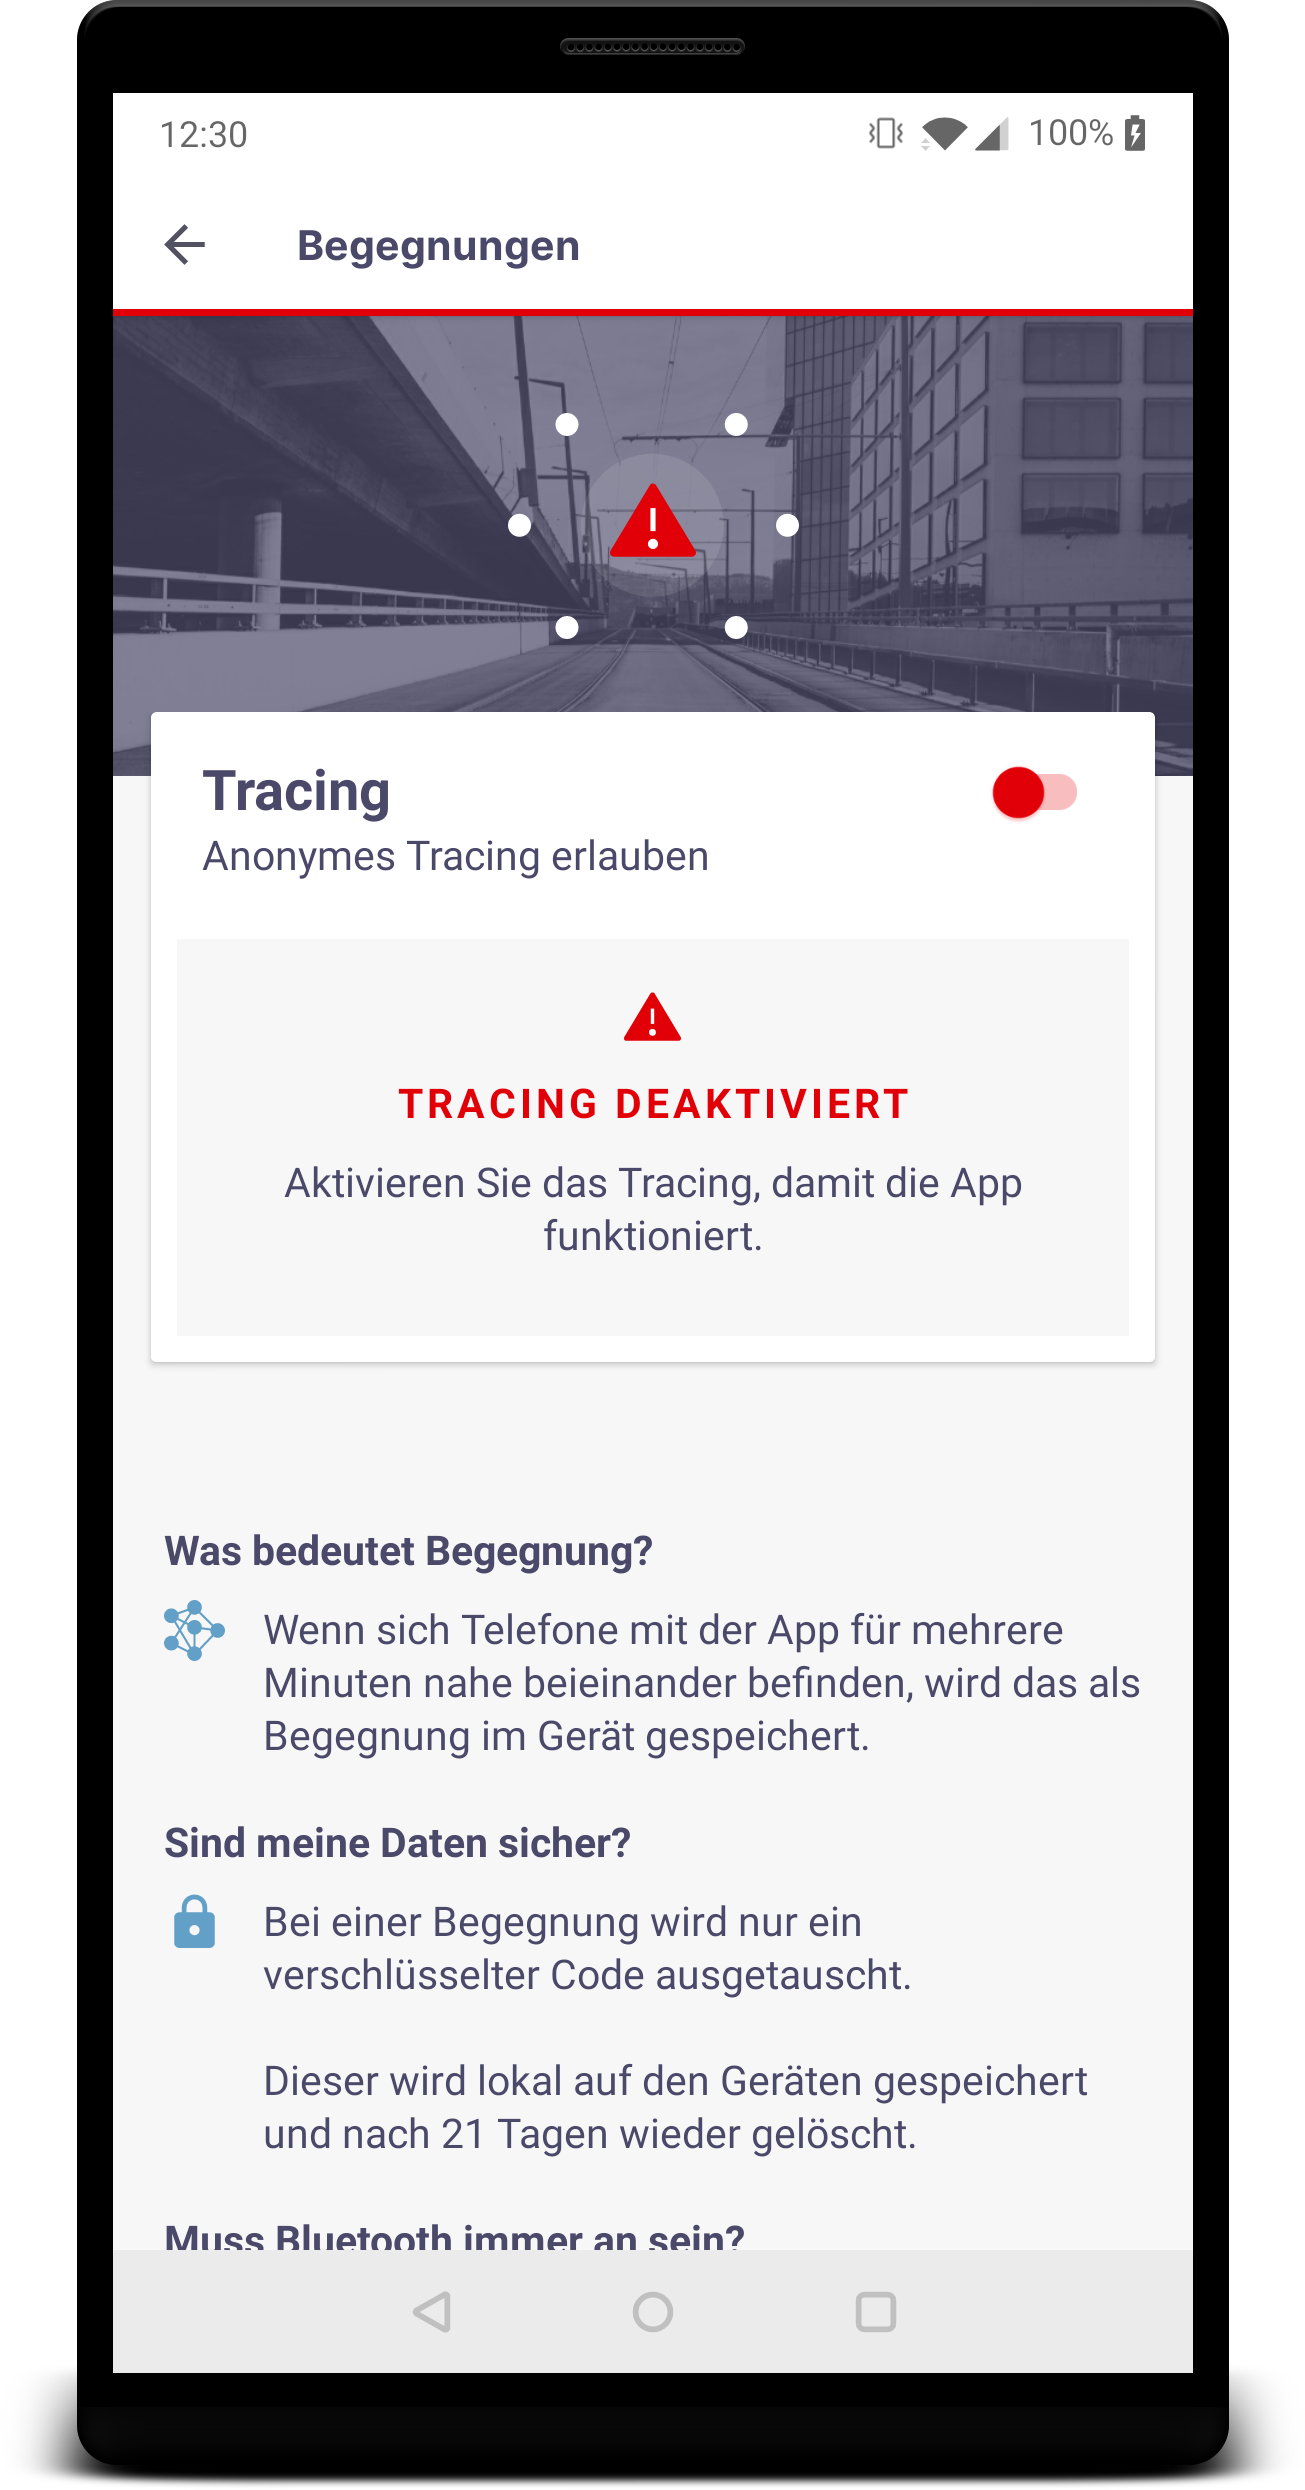 12:30
100%
Begegnungen
Tracing
Anonymes Tracing erlauben
TRACING DEAKTIVIERT
Aktivieren Sie das Tracing, damit die App
funktioniert.
Was bedeutet Begegnung?
Wenn sich Telefone mit der App für mehrere
Minuten nahe beieinander befinden, wird das als
Begegnung im Gerät gespeichert.
Sind meine Daten sicher?
Bei einer Begegnung wird nur ein
verschlüsselter Code ausgetauscht.
Dieser wird lokal auf den Geräten gespeichert
und nach 21 Tagen wieder gelöscht.
Muss Bluetooth immer an sein?